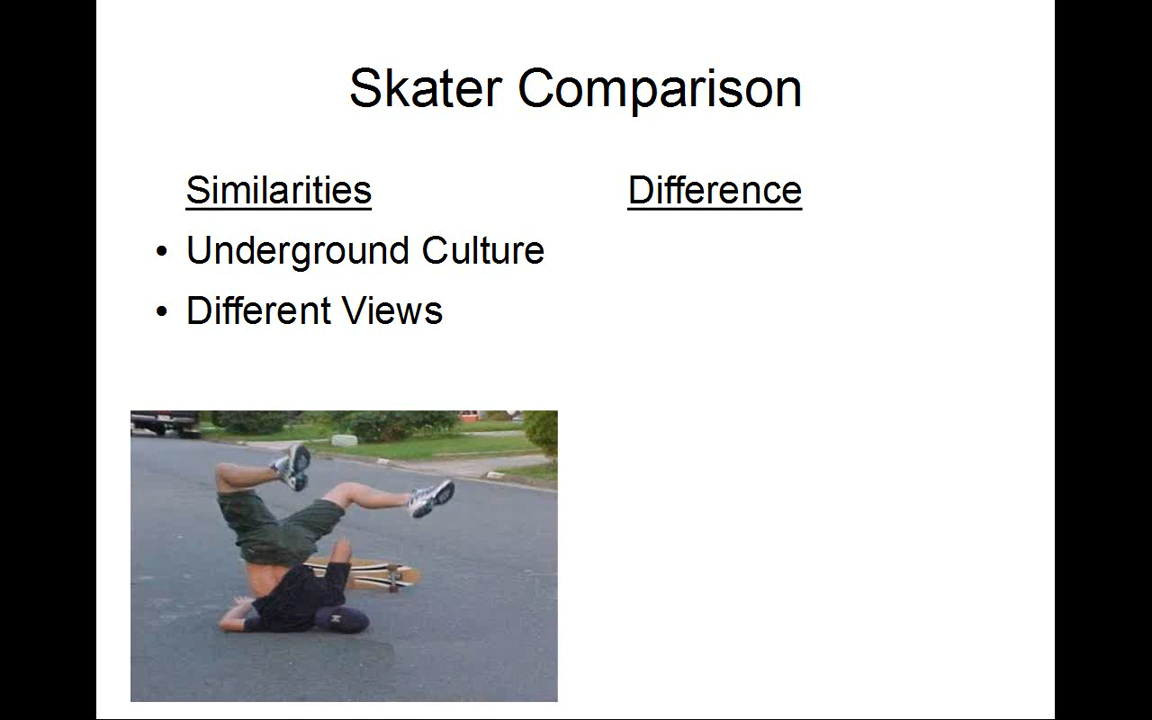 Skater Comparison
Similarities
• Underground Culture
• Different Views
Difference